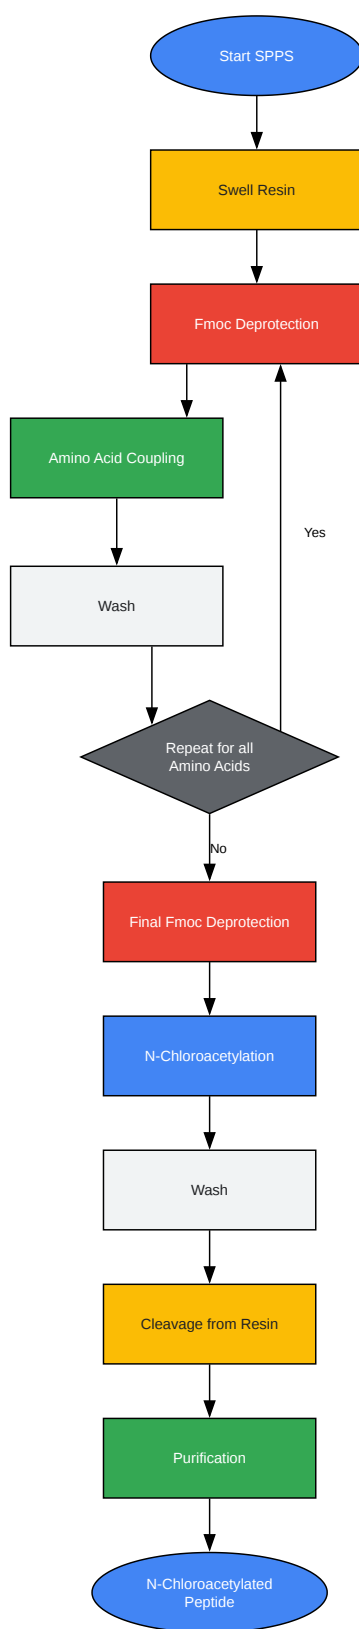 Start SPPS
Swell Resin
Fmoc Deprotection
Amino Acid Coupling
Yes
Wash
Repeat for all
Amino Acids
No
Final Fmoc Deprotection
N-Chloroacetylation
Wash
Cleavage from Resin
Purification
N-Chloroacetylated
Peptide